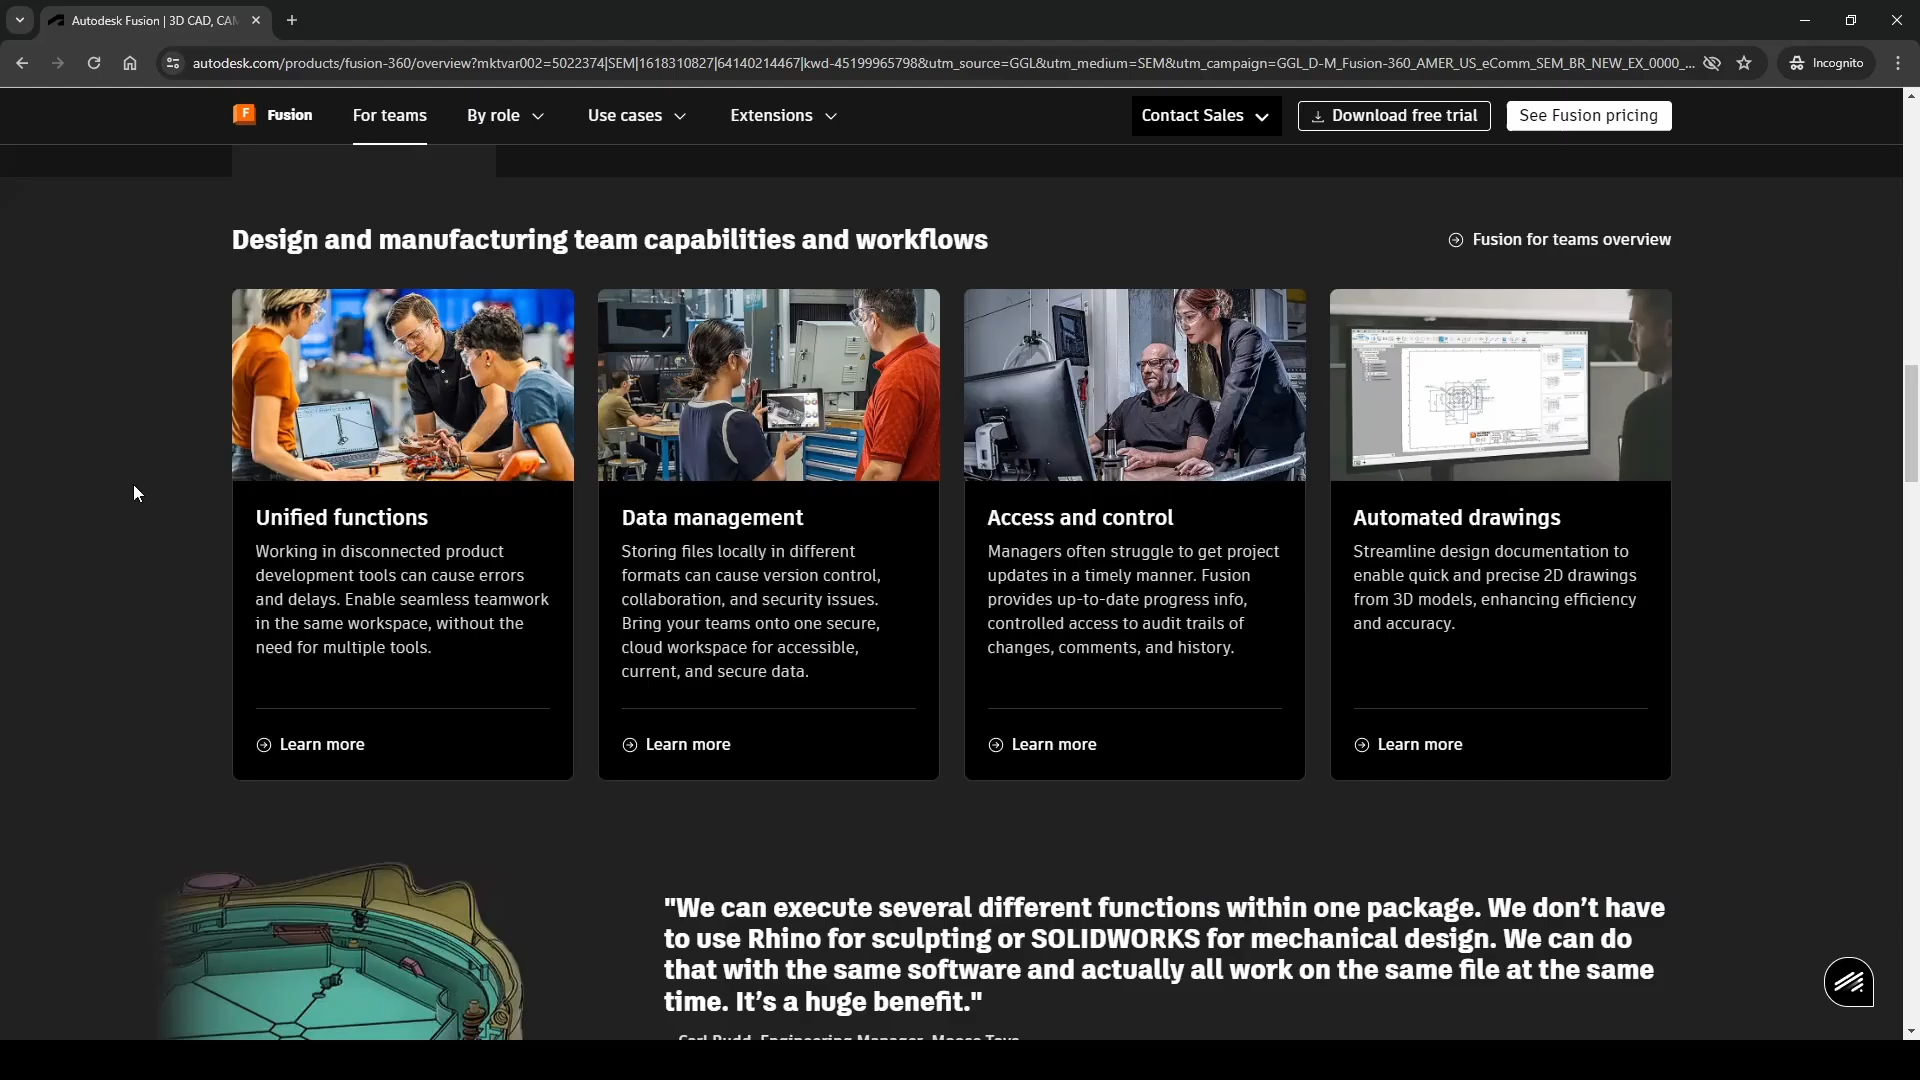 Autodesk Fusion | 3D CAD, CAM
autodesk.com/products/fusion-360/overview?mktvar002=5022374|SEM|1618310827|64140214467|kwd-45199965798&utm_source=GGL&utm_medium=SEM&utm_campaign=GGL_D-M_Fusion-360_AMER_US_eComm_SEM_BR_NEW_EX_0000_...
Incognito
F Fusion
For teams
By role
Use cases
Extensions
Contact Sales
Download free trial
See Fusion pricing
Design and manufacturing team capabilities and workflows
Fusion for teams overview
Unified functions
Working in disconnected product
development tools can cause errors
and delays. Enable seamless teamwork
in the same workspace, without the
need for multiple tools.
Learn more
Data management
Storing files locally in different
formats can cause version control,
collaboration, and security issues.
Bring your teams onto one secure,
cloud workspace for accessible,
current, and secure data.
Learn more
Access and control
Managers often struggle to get project
updates in a timely manner. Fusion
provides up-to-date progress info,
controlled access to audit trails of
changes, comments, and history.
Learn more
Automated drawings
Streamline design documentation to
enable quick and precise 2D drawings
from 3D models, enhancing efficiency
and accuracy.
Learn more
"We can execute several different functions within one package. We don’t have
to use Rhino for sculpting or SOLIDWORKS for mechanical design. We can do
that with the same software and actually all work on the same file at the same
time. It’s a huge benefit."